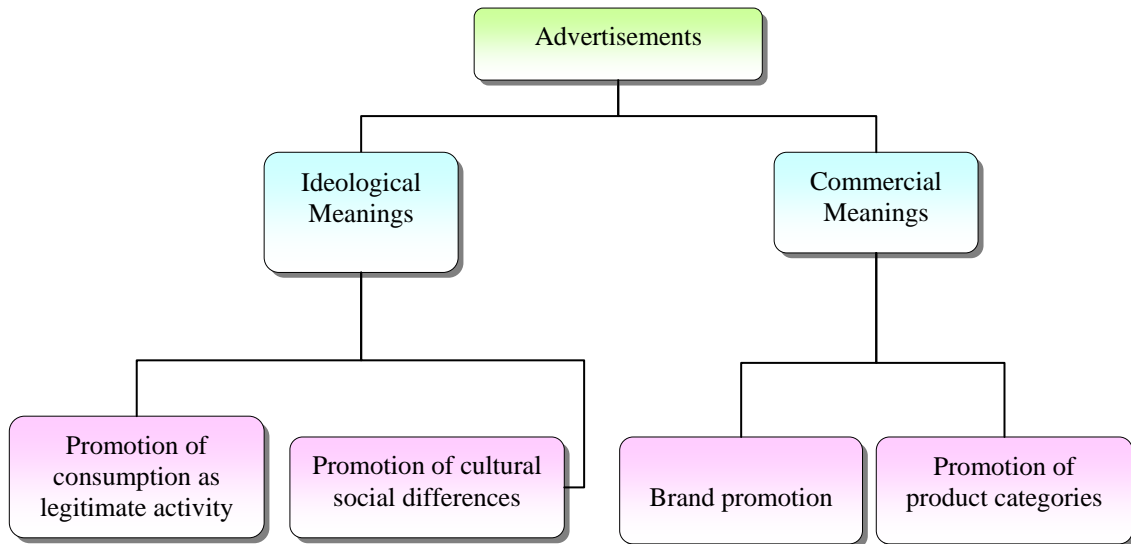 Advertisements
Ideological
Meanings
Commercial
Meanings
Promotion of
consumption as
legitimate activity
Promotion of cultural
social differences
Brand promotion
Promotion of
product categories